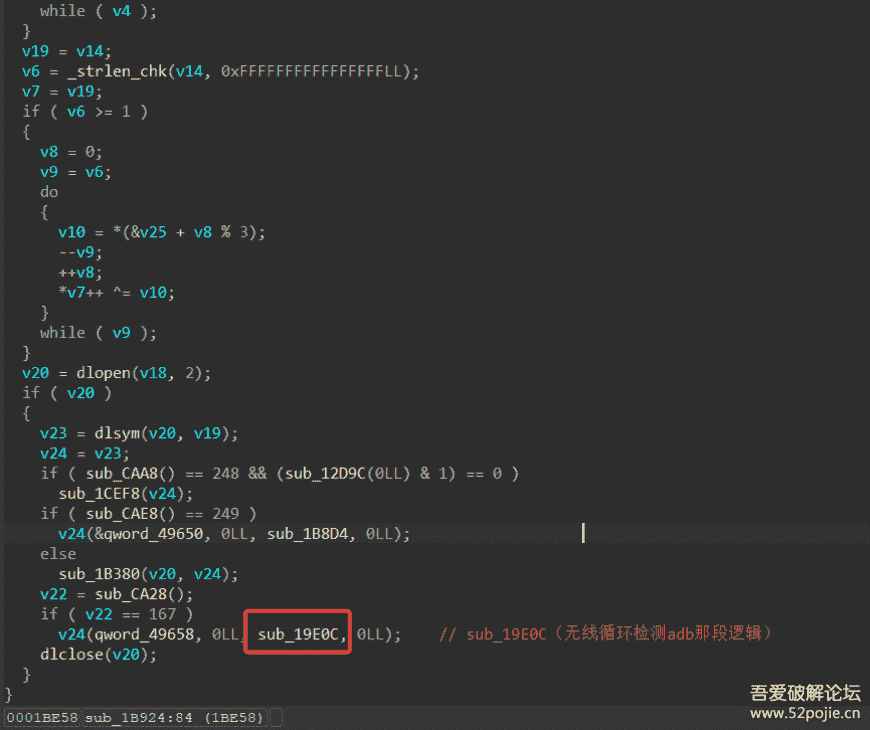 while ( v4 );
}
v19 = v14;
v6 = _strlen_chk(v14, 0xFFFFFFFFFFFFFFFFLL);
v7 = v19;
if ( v6 >= 1 )
{
v8 = 0;
v9 = v6;
do
{
v10 = *(&v25 + v8 % 3);
--v9;
++v8;
*v7++ ^= v10;
}
while ( v9 );
}
v20 = dlopen(v18, 2);
if ( v20 )
{
v23 = dlsym(v20, v19);
v24 = v23;
if ( sub_CAA8() == 248 && (sub_12D9C(0LL) & 1) == 0 )
sub_1CEF8(v24);
if ( sub_CAE8() == 249 )
v24(&qword_49650, 0LL, sub_1B8D4, 0LL);
else
sub_1B380(v20, v24);
v22 = sub_CA28();
if ( v22 == 167 )
v24(qword_49658, 0LL, sub_19E0C, 0LL); // sub_19E0C（无线循环检测adb那段逻辑）
dlclose(v20);
}
}
0001BE58 sub_1B924:84 (1BE58)
吾爱破解论坛
www.52pojie.cn